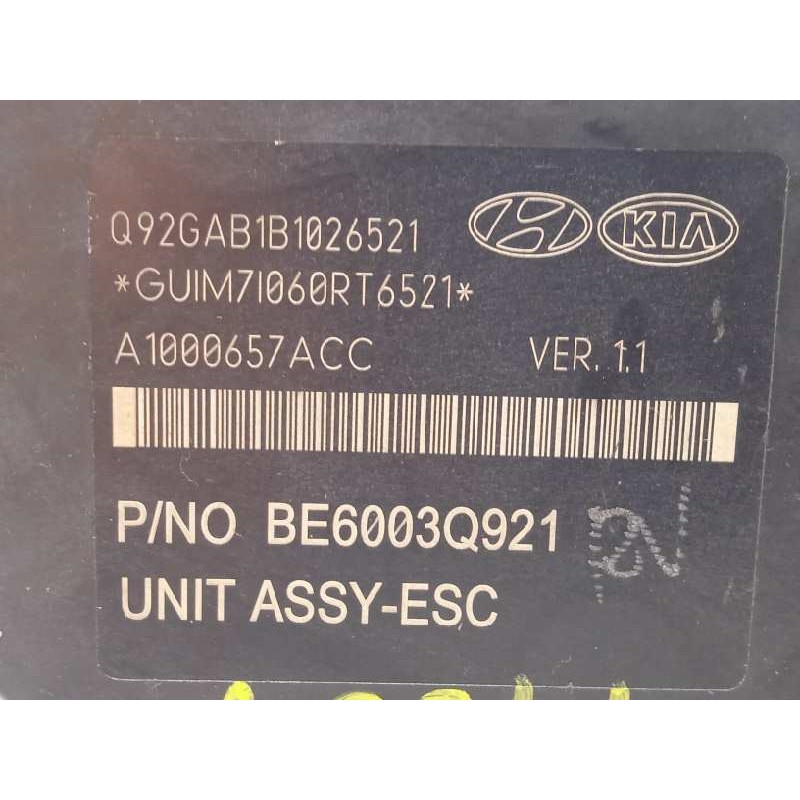 Q92GAB1B1026521
KIA
*GUIM7I060RT6521*
A1000657ACC VER. 1.1
P/NO BE6003Q921
UNIT ASSY-ESC